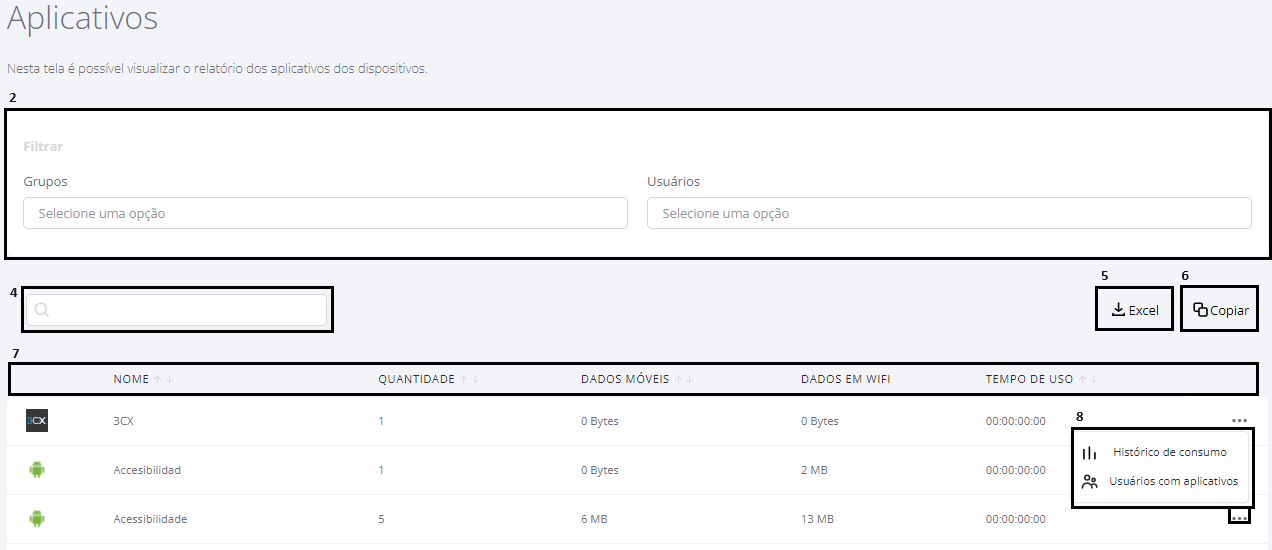 Aplicativos
Nesta tela é possível visualizar o relatório dos aplicativos dos dispositivos.
2
Filtrar
Grupos Usuários
Selecione uma opção Selecione uma opção
4 5 6
Excel Copiar
7
NOME QUANTIDADE DADOS MÓVEIS DADOS EM WIFI TEMPO DE USO
3CX 3CX 1 0 Bytes 0 Bytes 00:00:00:00
8
Histórico de consumo
Accesibilidad 1 0 Bytes 2 MB 00:00:00:00
Usuários com aplicativos
Acessibilidade 5 6 MB 13 MB 00:00:00:00